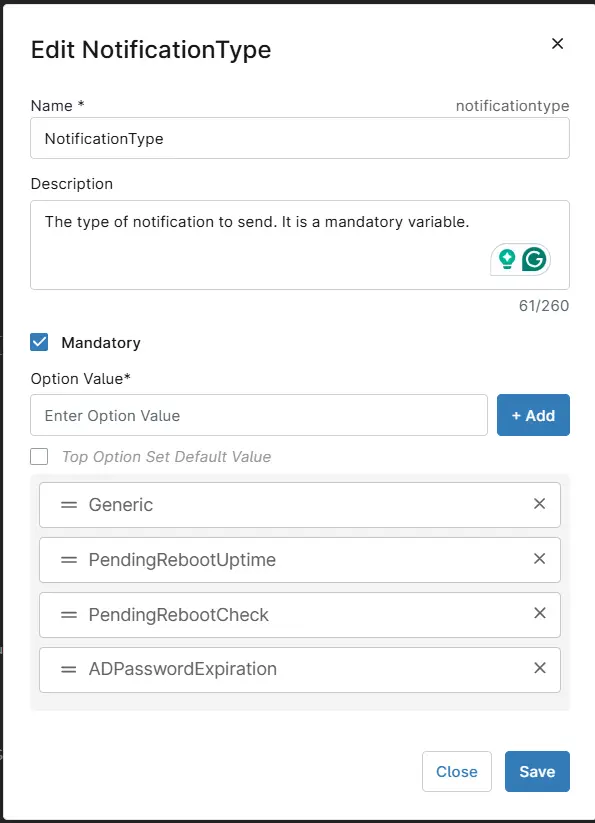 Edit NotificationType
Name * notificationtype
NotificationType
Description
The type of notification to send. It is a mandatory variable.
61/260
Mandatory
Option Value*
Enter Option Value + Add
Top Option Set Default Value
Generic
PendingRebootUptime
PendingRebootCheck
ADPasswordExpiration
Close Save